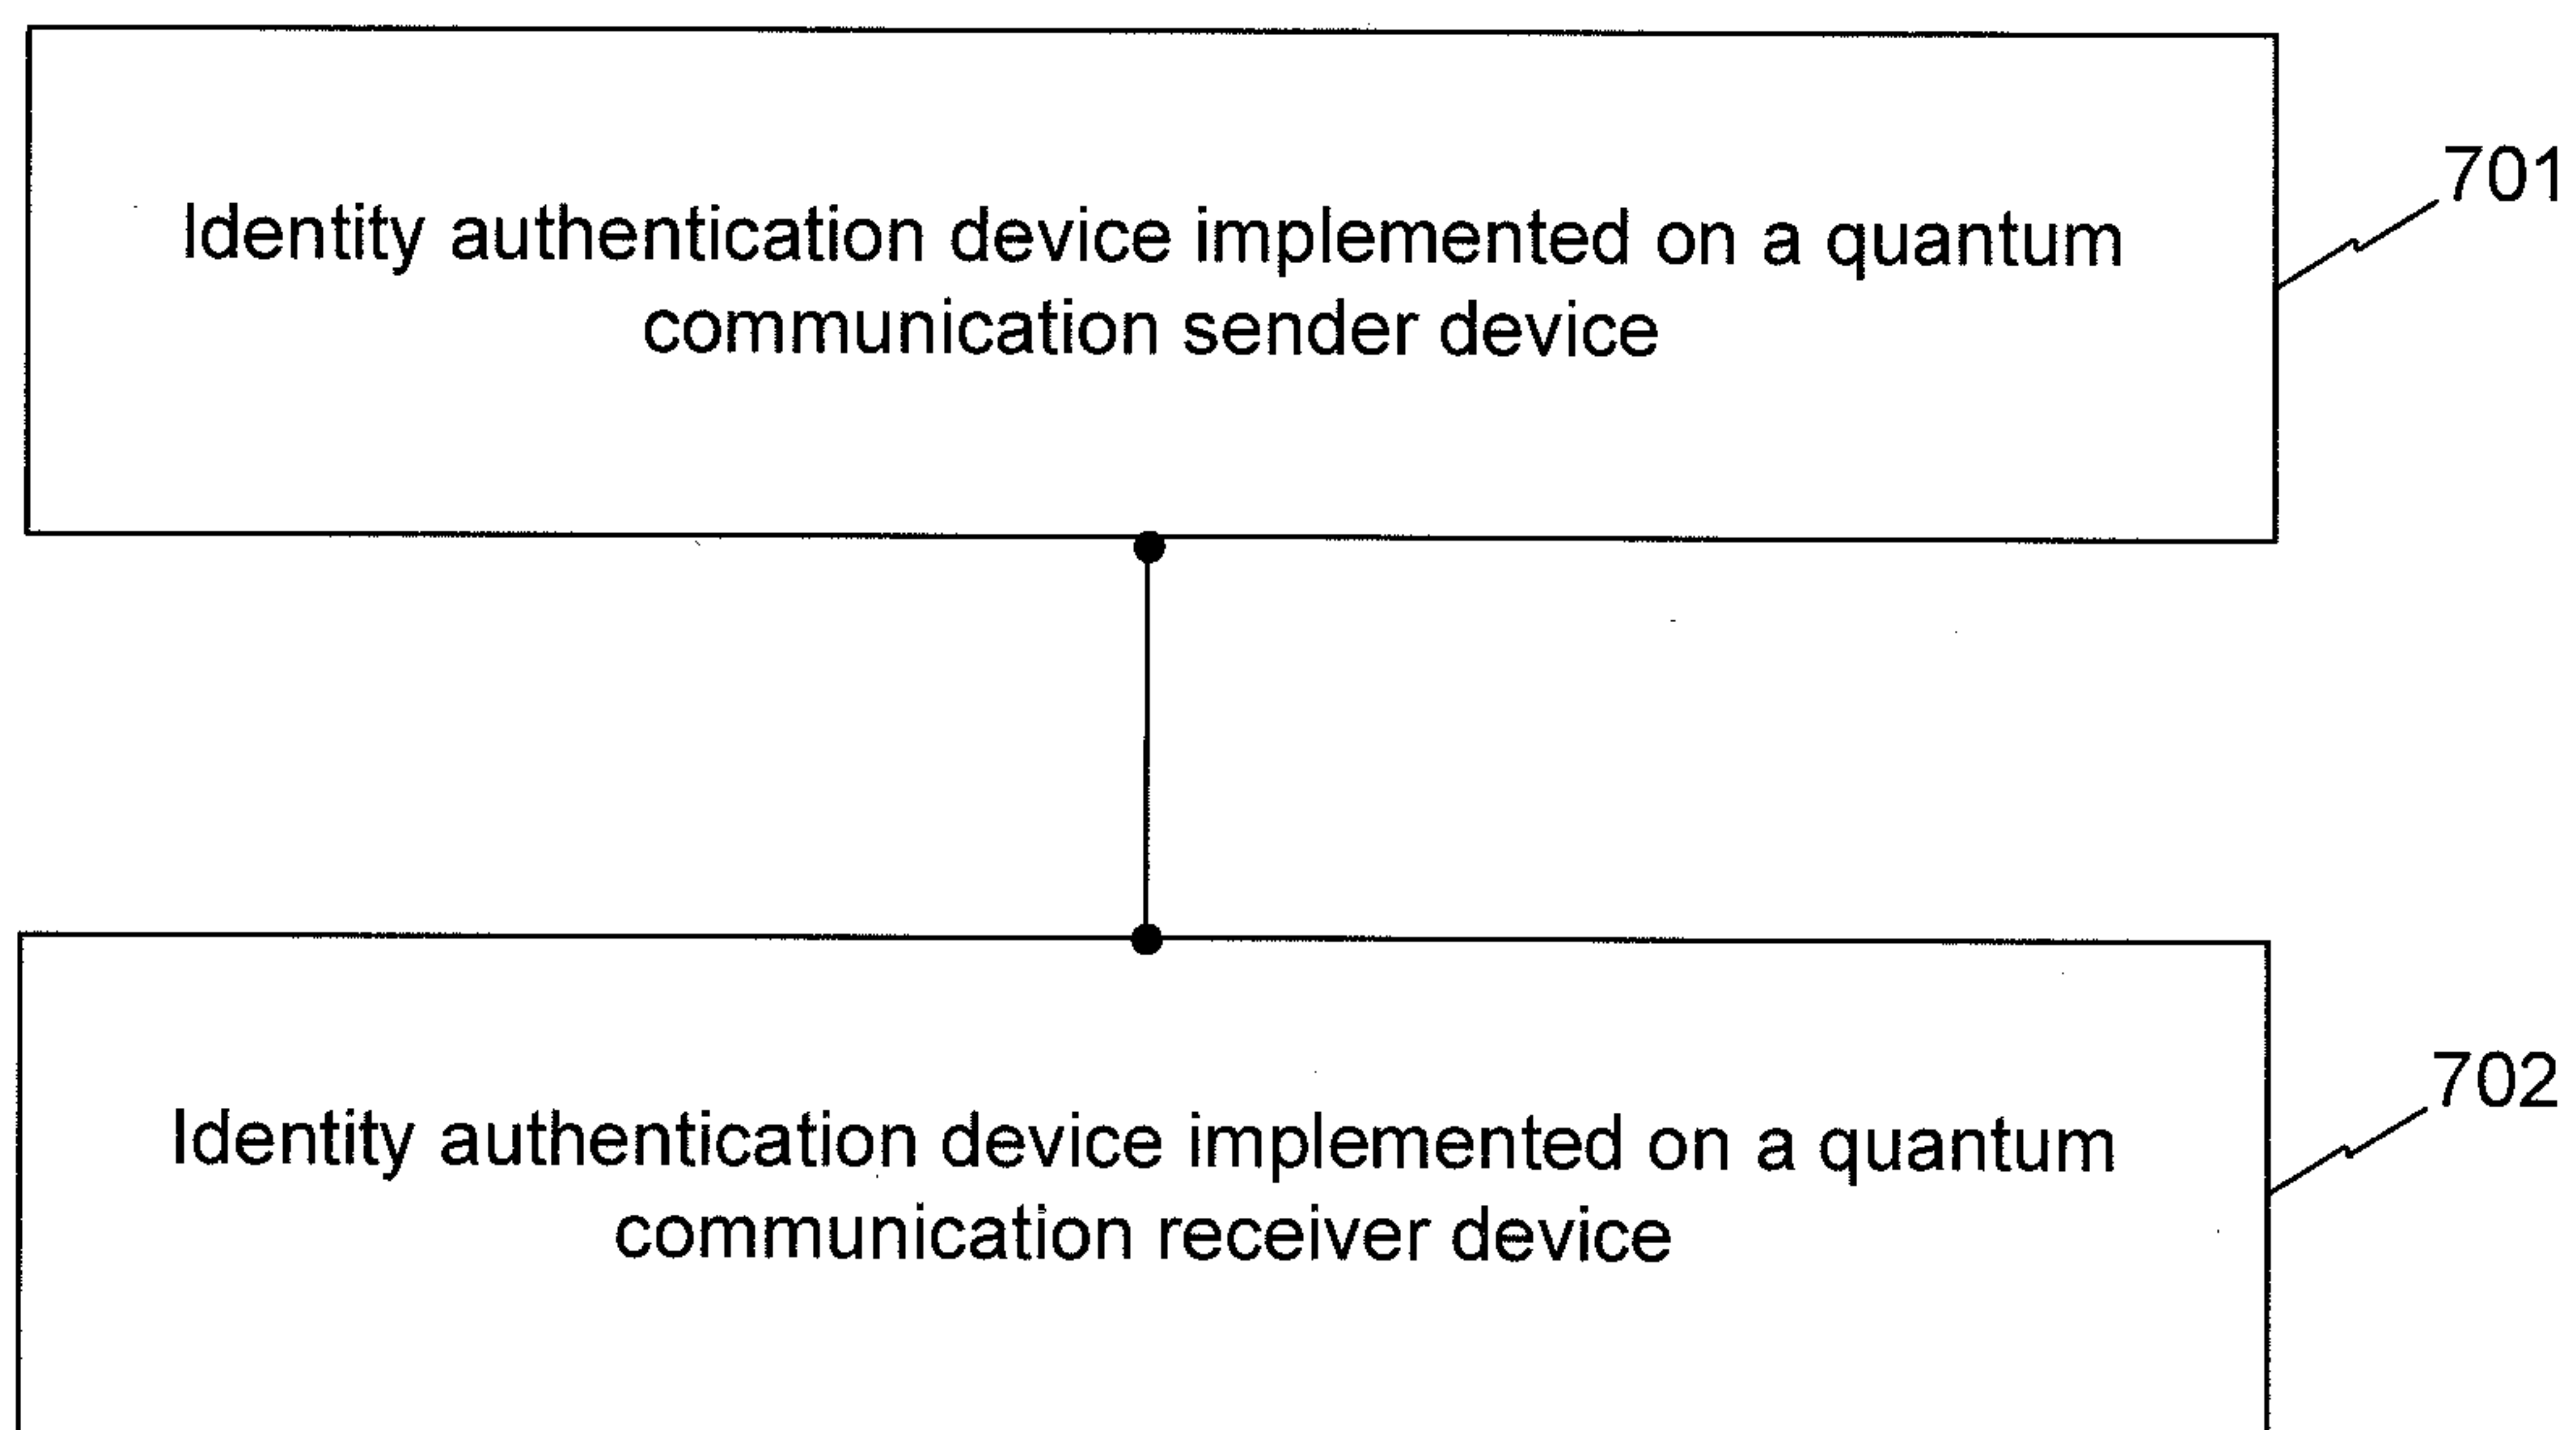 701
Identity authentication device implemented on a quantum
communication sender device
702
Identity authentication device implemented on a quantum
communication receiver device